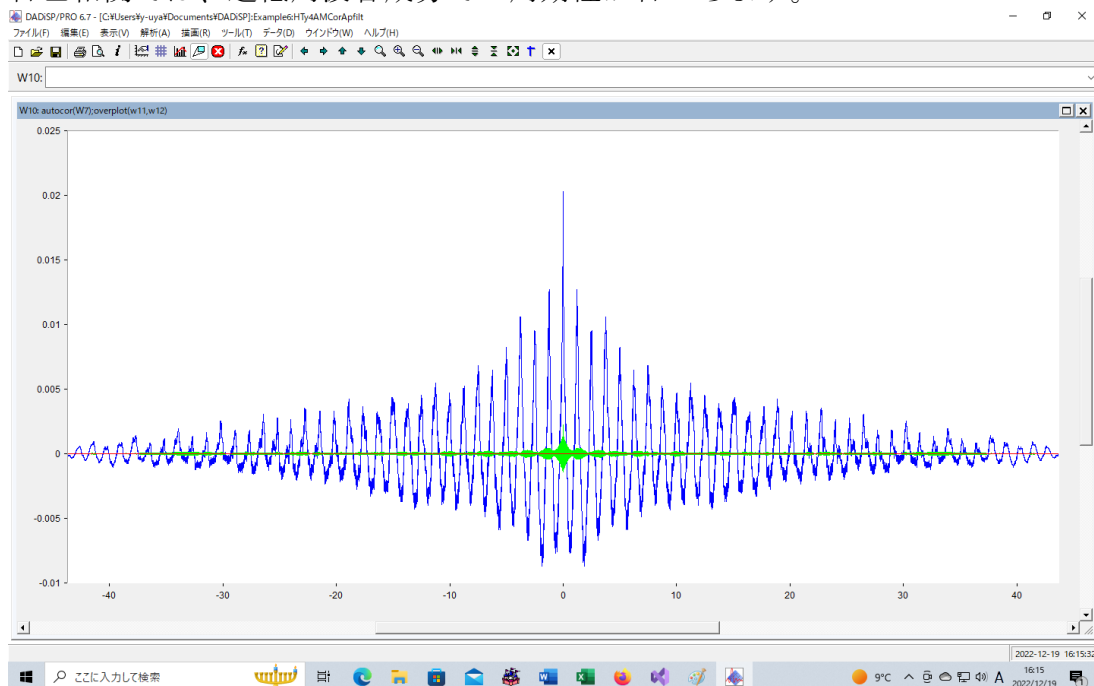 DADiSP/PRO 6.7 - [C:¥Users¥y-uya¥Documents¥DADiSP]:Example6:HTy4AMCorApfilt
ファイル(F) 編集(E) 表示(V) 解析(A) 描画(R) ツール(T) データ(D) ウインドウ(W) ヘルプ(H)
W10:
W10: autocor(W7);overplot(w11,w12)
0.025
0.02
0.015
0.01
0.005
0
-0.005
-0.01
-40 -30 -20 -10 0 10 20 30 40
2022-12-19 16:15:32
ここに入力して検索
9°C
A
16:15
2022/12/19